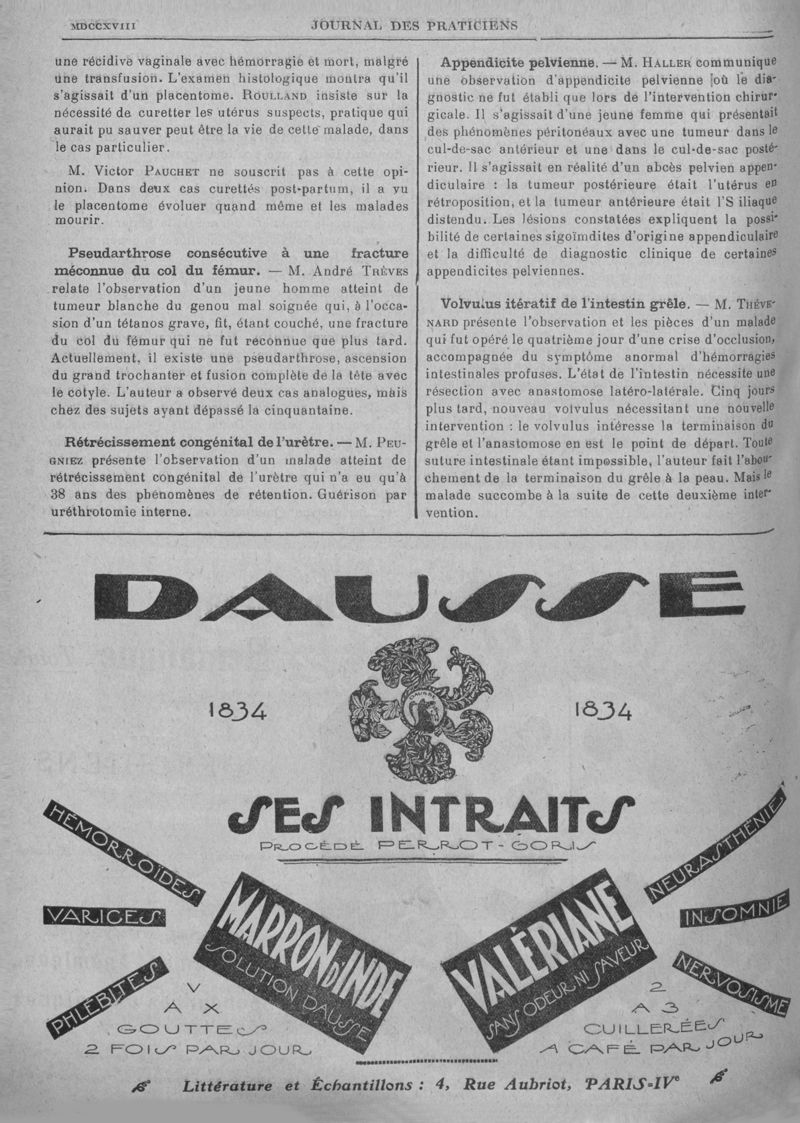 MDCCXVIII
JOURNAL DES PRATICIENS
une récidive vaginale avec hémorragie et mort, malgré
une transfusion. L'examen histologique montra qu'il
s'agissait d'un placentome. ROULLAND insiste sur la
nécessité de curetter les utérus suspects, pratique qui
aurait pu sauver peut être la vie de cette malade, dans
le cas particulier.
M. Victor PAUCHET ne souscrit pas à cette opi-
nion. Dans deux cas curettés post-partum, il a vu
le placentome évoluer quand même et les malades
mourir.
Pseudarthrose consécutive à une fracture
méconnue du col du fémur. — M. André TRÈVES
relate l'observation d'un jeune homme atteint de
tumeur blanche du genou mal soignée qui, à l'occa-
sion d'un tétanos grave, fit, étant couché, une fracture
du col du fémur qui ne fut reconnue que plus tard.
Actuellement, il existe une pseudarthrose, ascension
du grand trochanter et fusion complète de la tête avec
le cotyle. L'auteur a observé deux cas analogues, mais
chez des sujets ayant dépassé la cinquantaine.
Rétrécissement congénital de l'urètre. — M. PEU-
GNIEZ présente l'observation d'un malade atteint de
rétrécissement congénital de l'urètre qui n'a eu qu'à
38 ans des phénomènes de rétention. Guérison par
uréthrotomie interne.
Appendicite pelvienne. — M. HALLER communique
une observation d'appendicite pelvienne où le dia-
gnostic ne fut établi que lors de l'intervention chirur-
gicale. Il s'agissait d'une jeune femme qui présentait
des phénomènes péritonéaux avec une tumeur dans le
cul-de-sac antérieur et une dans le cul-de-sac posté-
rieur. Il s'agissait en réalité d'un abcès pelvien appen-
diculaire : la tumeur postérieure était l'utérus en
rétroposition, et la tumeur antérieure était l'S iliaque
distendu. Les lésions constatées expliquent la possi-
bilité de certaines sigoïmdites d'origine appendiculaire
et la difficulté de diagnostic clinique de certaines
appendicites pelviennes.
Volvulus itératif de l'intestin grêle. — M. THÉVE-
NARD présente l'observation et les pièces d'un malade
qui fut opéré le quatrième jour d'une crise d'occlusion,
accompagnée du symptôme anormal d'hémorragies
intestinales profuses. L'état de l'intestin nécessite une
résection avec anastomose latéro-latérale. Cinq jours
plus tard, nouveau volvulus nécessitant une nouvelle
intervention : le volvulus intéresse la terminaison du
grêle et l'anastomose en est le point de départ. Toute
suture intestinale étant impossible, l'auteur fait l'abou-
chement de la terminaison du grêle à la peau. Mais le
malade succombe à la suite de cette deuxième inter-
vention.
DAUSSE
1834
DAUSSE
1834
SES INTRAITS
PROCÉDÉ PERROT-GORIS
HÉMORROÏDES
VARICES
PHLÉBITES
MARRON D'INDE
SOLUTION DAUSSE
V
A X
GOUTTES
2 FOIS PAR JOUR
VALÉRIANE
SANS ODEUR NI SAVEUR
NEURASTHÉNIE
INSOMNIE
NERVOSISME
2
A 3
CUILLERÉES
A CAFÉ PAR JOUR
Littérature et Échantillons : 4, Rue Aubriot, PARIS-IVe